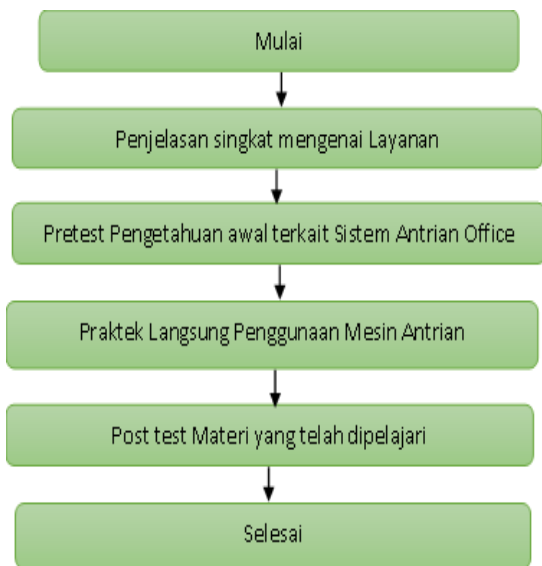 Mulai
Penjelasan singkat mengenai Layanan
Pretest Pengetahuan awal terkait Sistem Antrian Office
Praktek Langsung Penggunaan Mesin Antrian
Post test Materi yang telah dipelajari
Selesai